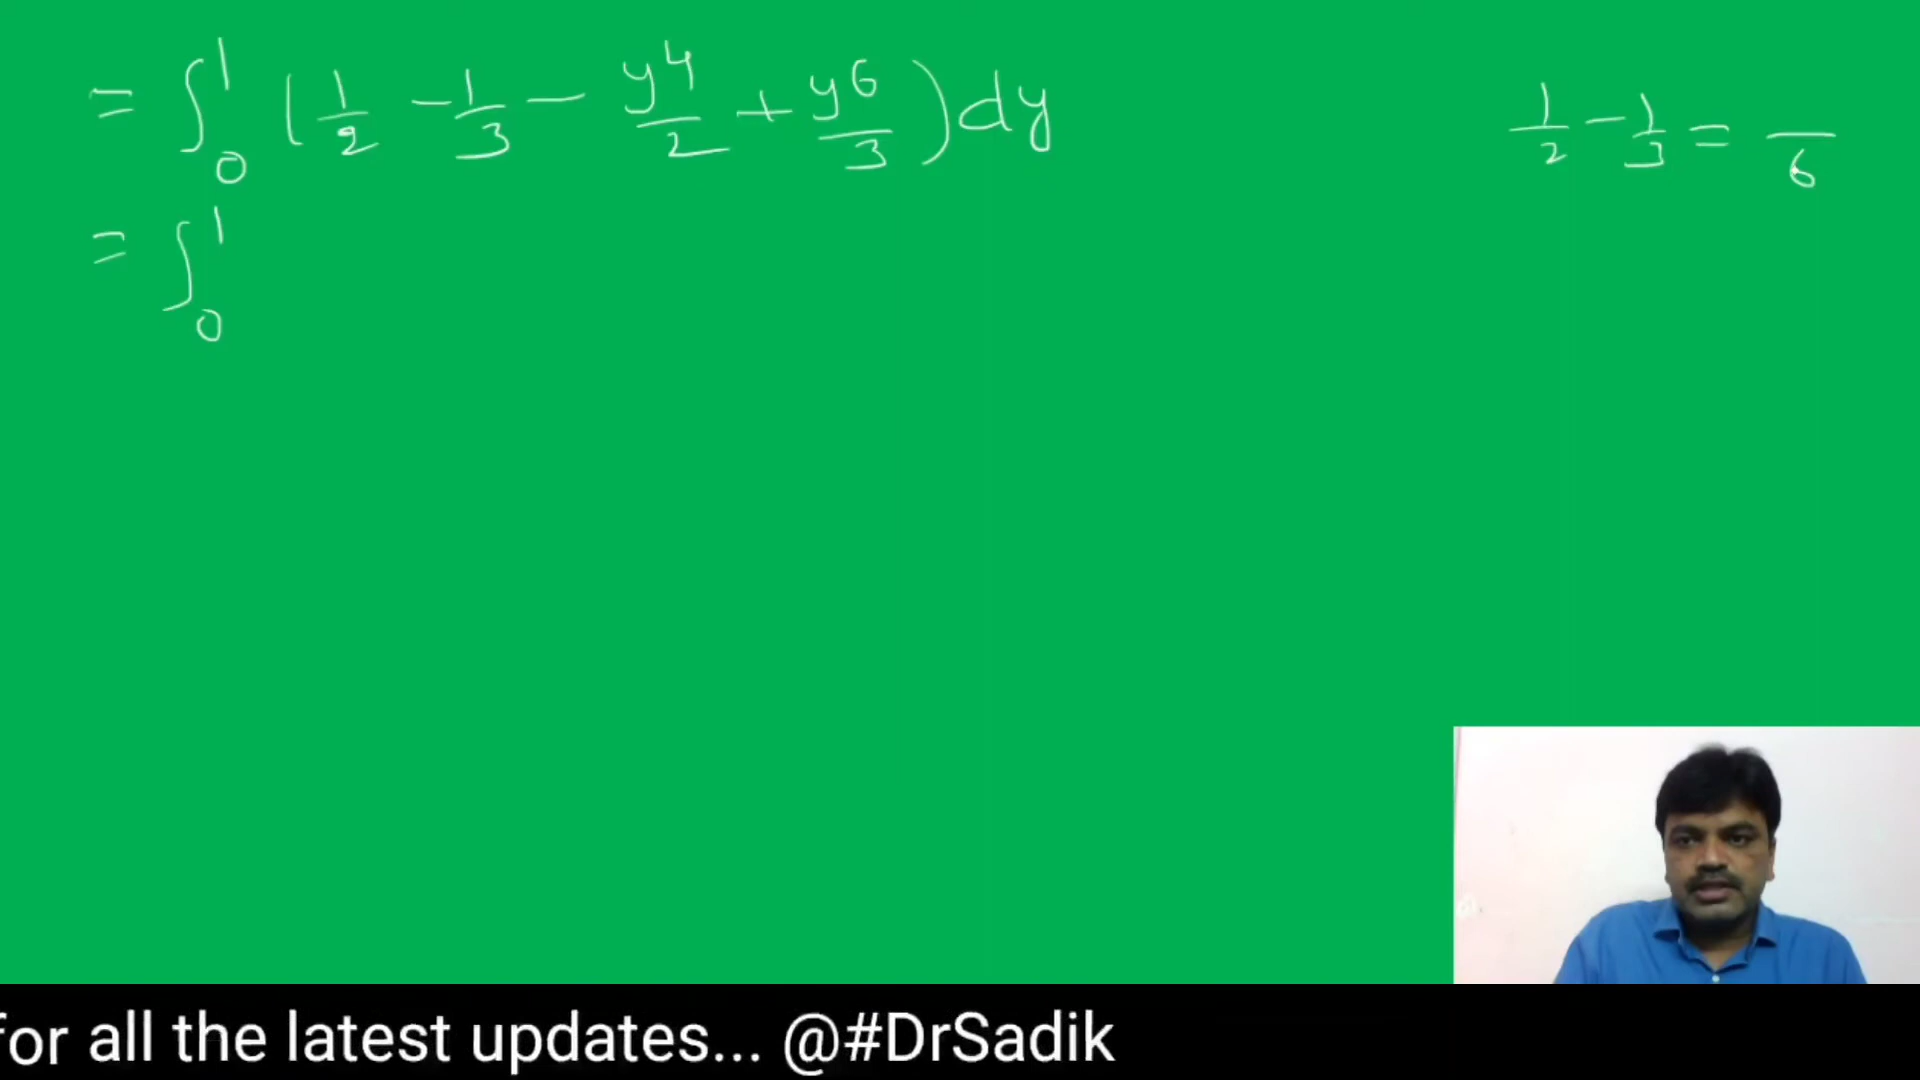 = ∫₀¹ (1/2 - 1/3 - y⁴/2 + y⁶/3) dy
1/2 - 1/3 = /6
= ∫₀¹
for all the latest updates... @#DrSadik